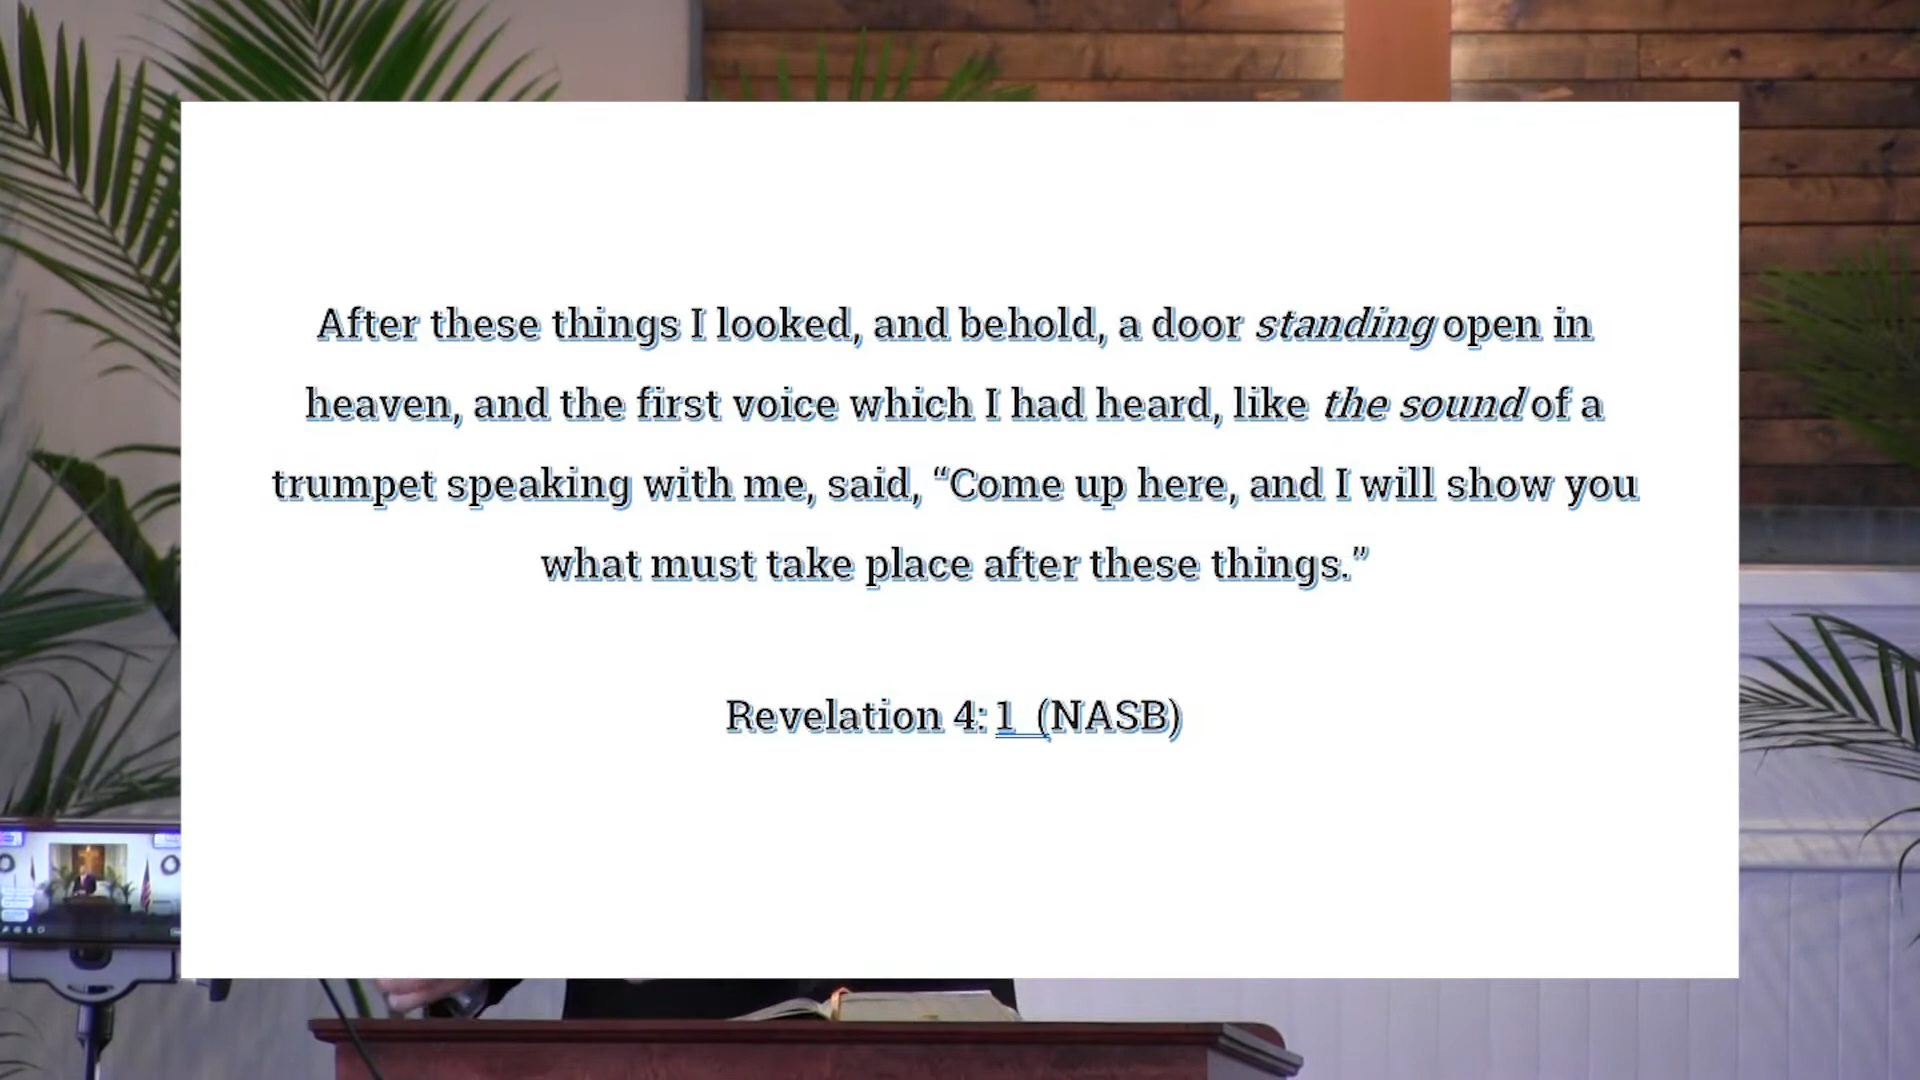 After these things I looked, and behold, a door standing open in
heaven, and the first voice which I had heard, like the sound of a
trumpet speaking with me, said, “Come up here, and I will show you
what must take place after these things.”
Revelation 4: 1  (NASB)